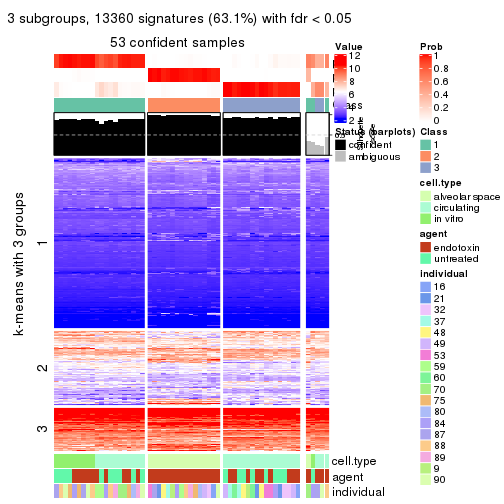 3 subgroups, 13360 signatures (63.1%) with fdr < 0.05
53 confident samples
k-means with 3 groups
1
2
3
cell.type
agent
individual
Value
12
10
8
6
4
2
Status (barplots)
confident
ambiguous
Prob
1
0.8
0.6
0.4
0.2
0
Class
1
2
3
cell.type
alveolar space
circulating
in vitro
agent
endotoxin
untreated
individual
16
21
32
37
48
49
53
59
60
70
75
80
84
87
88
89
9
90